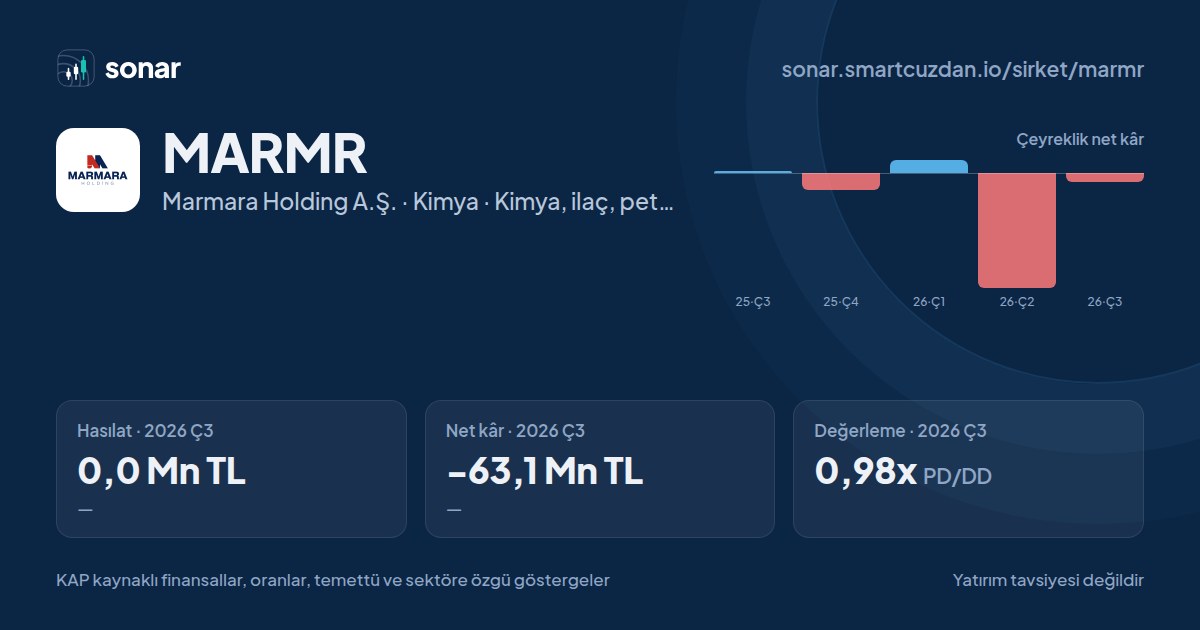 sonar
sonar.smartcuzdan.io/sirket/marmr
MARMARA
HOLDING
MARMR
Marmara Holding A.Ş. · Kimya · Kimya, ilaç, pet…
Çeyreklik net kâr
25·Ç3 25·Ç4 26·Ç1 26·Ç2 26·Ç3
Hasılat · 2026 Ç3
0,0 Mn TL
—
Net kâr · 2026 Ç3
−63,1 Mn TL
—
Değerleme · 2026 Ç3
0,98x PD/DD
KAP kaynaklı finansallar, oranlar, temettü ve sektöre özgü göstergeler
Yatırım tavsiyesi değildir